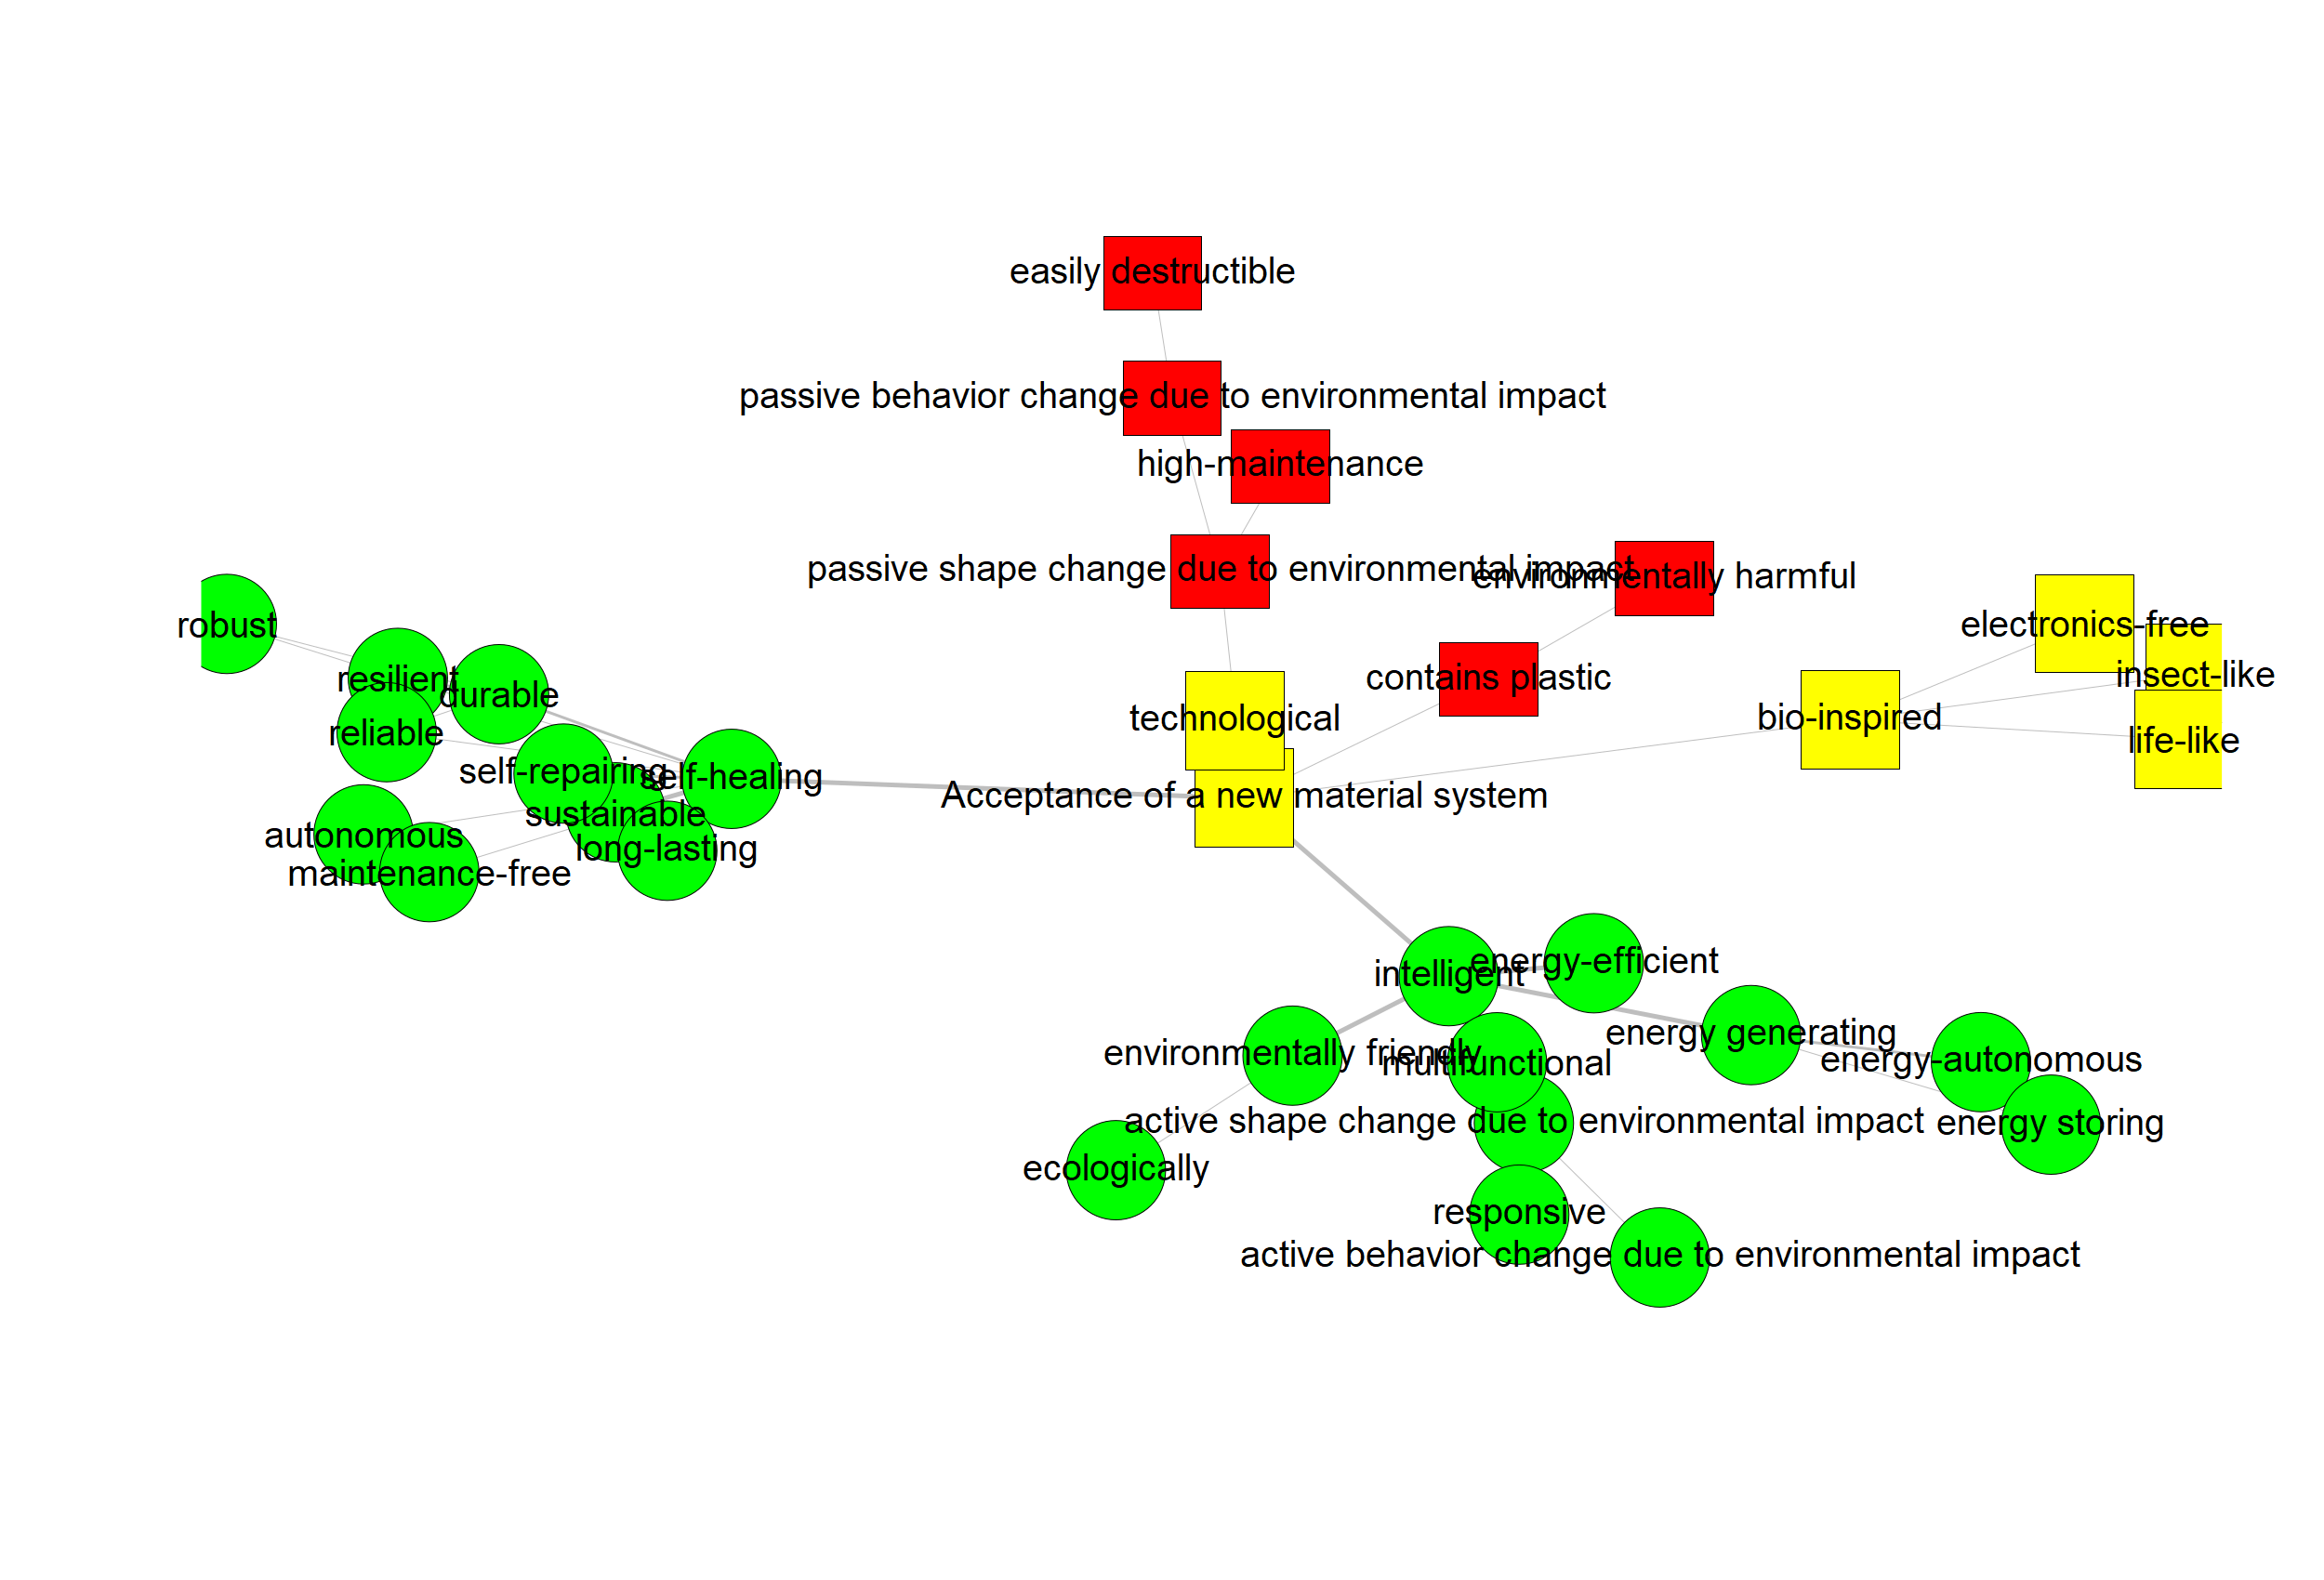 easily destructible
passive behavior change due to environmental impact
high-maintenance
passive shape change due to environmental impact
environmentally harmful
robust
electronics-free
resilient
durable
contains plastic
insect-like
reliable
technological
bio-inspired
life-like
self-repairing
self-healing
Acceptance of a new material system
sustainable
autonomous
long-lasting
maintenance-free
intelligent
energy-efficient
energy generating
environmentally friendly
multifunctional
energy-autonomous
active shape change due to environmental impact
energy storing
ecologically
responsive
active behavior change due to environmental impact